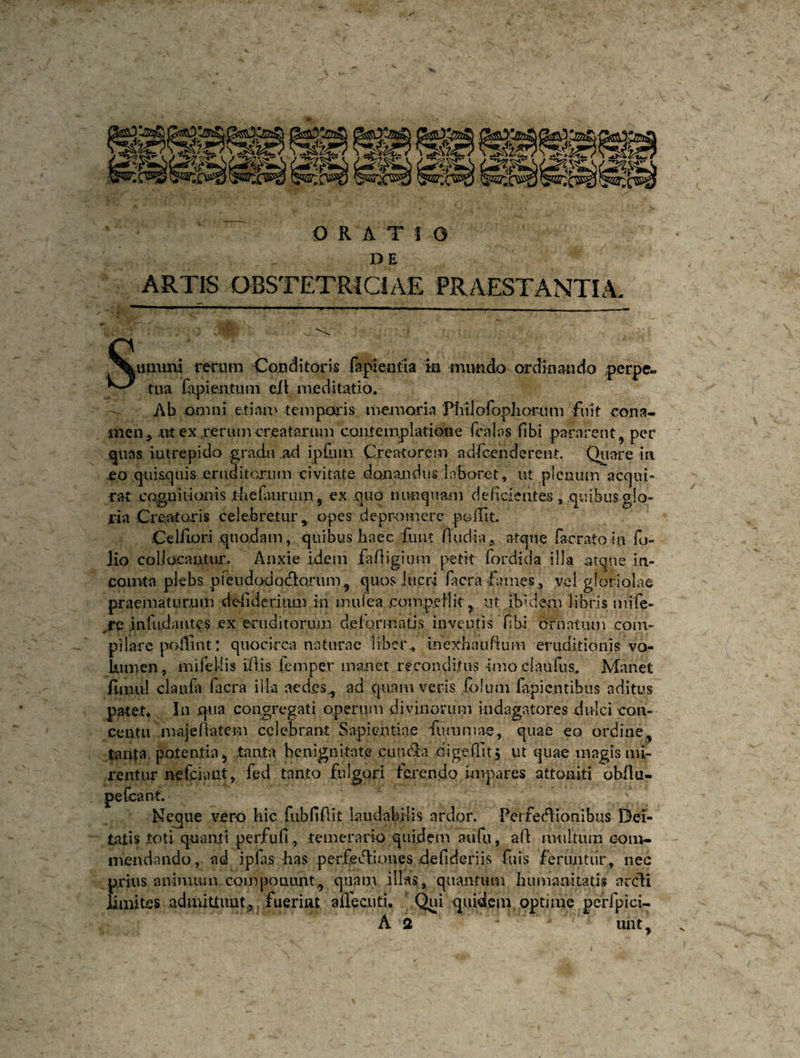 ORATIO
DE
ARTIS OBSTETRICIAE PRAESTANTIA.
Summi rerum Conditoris ſapientia in mundo ordinando perpe-
tua ſapientum eſt meditatio.
Ab omni etiam temporis memoria Philoſophorum fuit cona-
men, ut ex rerum creatarum contemplatione ſcalas ſibi pararent, per
quas intrepido gradu ad ipſum Creatorem adſcenderent. Quare in
eo quisquis eruditorum civitate donandus laboret, ut plenum acqui-
rat cognitionis theſaurum, ex quo nunquam deficientes, quibus glo-
ria Creatoris celebretur, opes depromere poſſit.
Celſiori quodam, quibus haec ſunt ſtudia, atque ſacrato in ſo-
lio collocantur. Anxie idem faſtigium petit ſordida illa atque in-
comta plebs pſeudodoctorum, quos lucri ſacra fames, vel gloriolae
praematurum deſiderium in mulea compellit, ut ibidem libris miſe-
re inſudantes ex eruditorum deformatis inventis ſibi ornatum com-
pilare poſſint: quocirca naturae liber, inexhauſtum eruditionis vo-
lumen, miſellis iſtis ſemper manet reconditus imo clauſus. Manet
ſimul clauſa ſacra illa aedes, ad quam veris ſolum ſapientibus aditus
patet. In qua congregati operum divinorum indagatores dulci con-
centu majeſtatem celebrant Sapientiae ſummae, quae eo ordine,
tanta potentia, tanta benignitate cuncta digeſſit; ut quae magis mi-
rentur neſciant, ſed tanto fulgori ferendo impares attoniti obſtu-
peſcant.
Neque vero hic ſubſiſtit laudabilis ardor. Perfectionibus Dei-
tatis toti quanti perfuſi, temerario quidem auſu, aſt multum com-
mendando, ad ipſas has perfectiones deſideriis ſuis feruntur, nec
prius animum componunt, quam illas, quantum humanitatis arcti
limites admittunt, fuerint aſſecuti. Qui quidem optime perſpici-
A 2 unt,